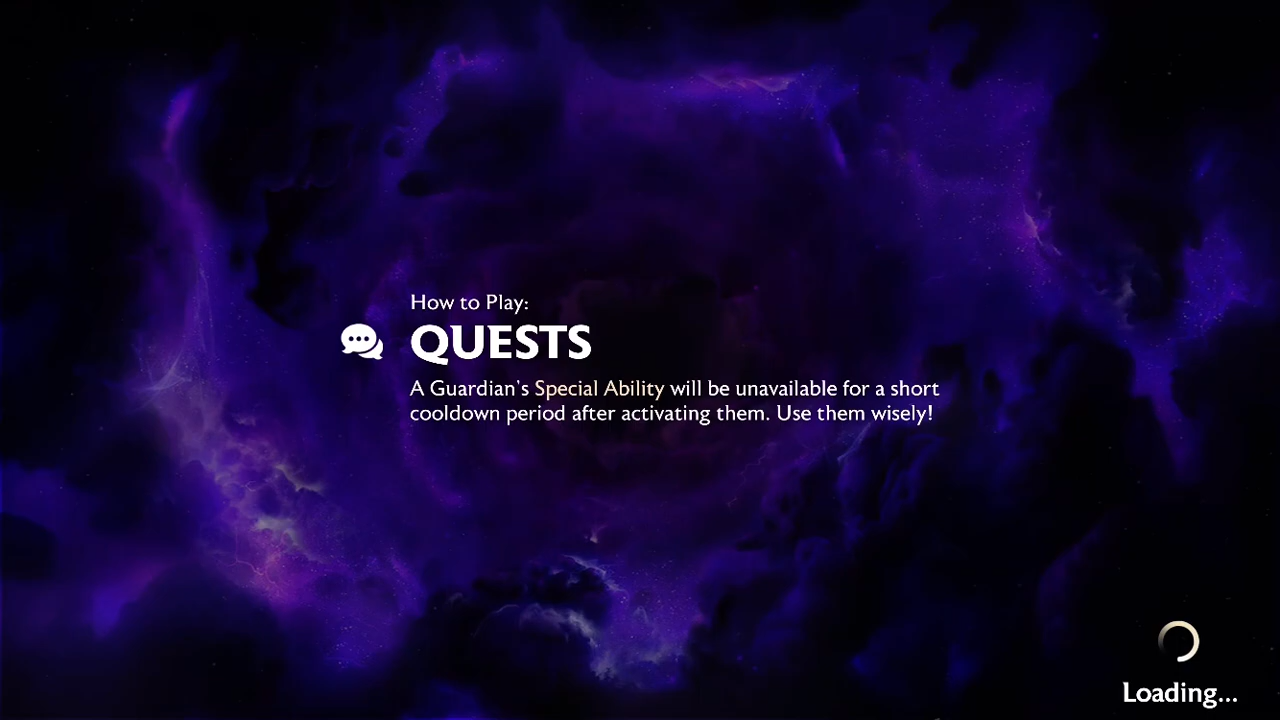 How to Play:
QUESTS
A Guardian's Special Ability will be unavailable for a short
cooldown period after activating them. Use them wisely!
Loading...